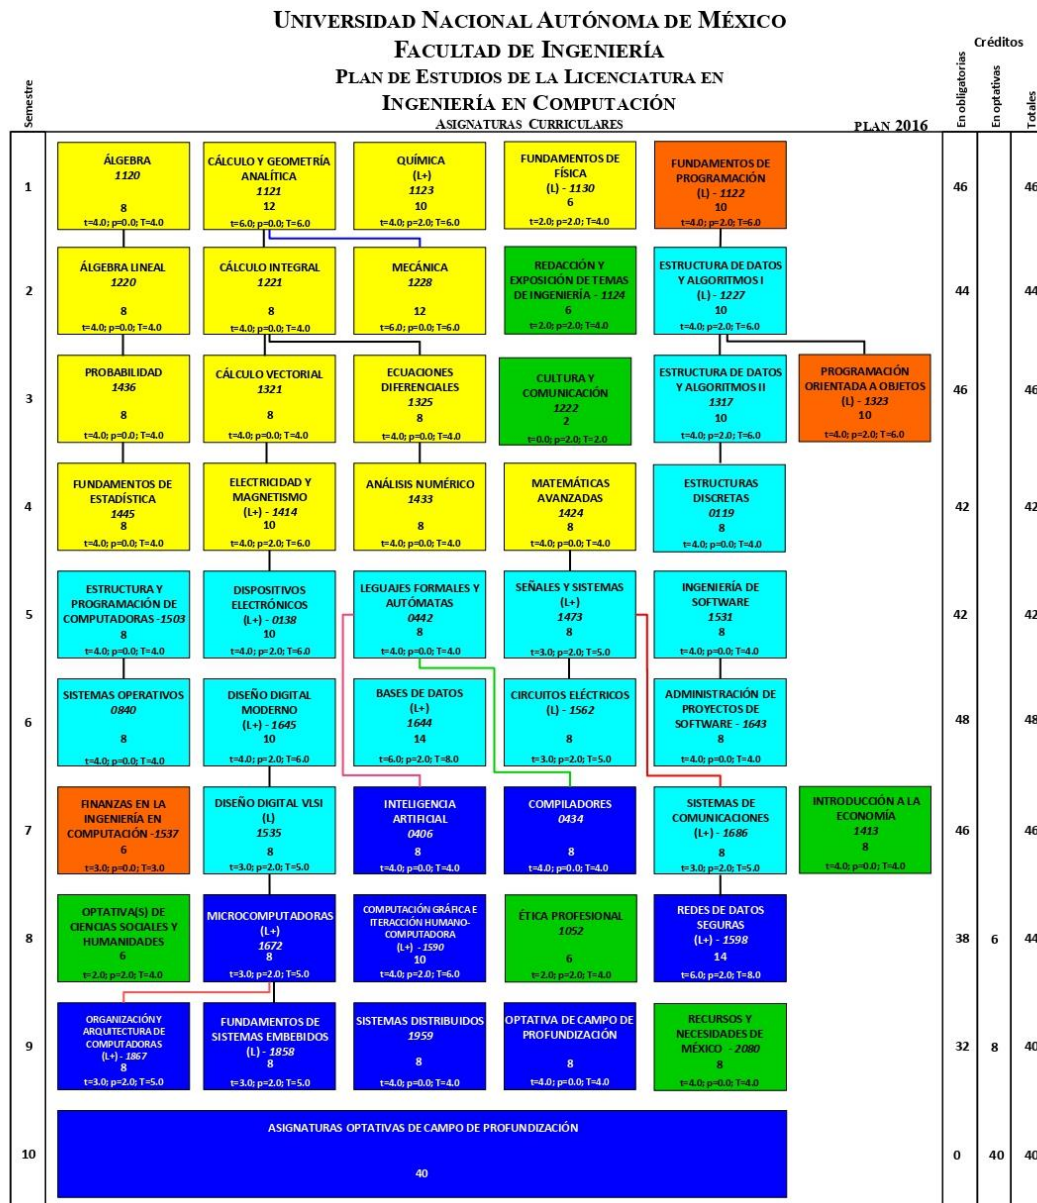 UNIVERSIDAD NACIONAL AUTÓNOMA DE MÉXICO
FACULTAD DE INGENIERÍA
PLAN DE ESTUDIOS DE LA LICENCIATURA EN
INGENIERÍA EN COMPUTACIÓN
ASIGNATURAS CURRICULARES
PLAN 2016
Semestre
Créditos
En obligatorias
En optativas
Totales
1
ÁLGEBRA
1120
8
t=4.0; p=0.0; T=4.0
CÁLCULO Y GEOMETRÍA
ANALÍTICA
1121
12
t=6.0; p=0.0; T=6.0
QUÍMICA
(L+)
1123
10
t=4.0; p=2.0; T=6.0
FUNDAMENTOS DE
FÍSICA
(L) - 1130
6
t=2.0; p=2.0; T=4.0
FUNDAMENTOS DE
PROGRAMACIÓN
(L) - 1122
10
t=4.0; p=2.0; T=6.0
46
46
2
ÁLGEBRA LINEAL
1220
8
t=4.0; p=0.0; T=4.0
CÁLCULO INTEGRAL
1221
8
t=4.0; p=0.0; T=4.0
MECÁNICA
1228
12
t=6.0; p=0.0; T=6.0
REDACCIÓN Y
EXPOSICIÓN DE TEMAS
DE INGENIERÍA - 1124
6
t=2.0; p=2.0; T=4.0
ESTRUCTURA DE DATOS
Y ALGORITMOS I
(L) - 1227
10
t=4.0; p=2.0; T=6.0
44
44
3
PROBABILIDAD
1436
8
t=4.0; p=0.0; T=4.0
CÁLCULO VECTORIAL
1321
8
t=4.0; p=0.0; T=4.0
ECUACIONES
DIFERENCIALES
1325
8
t=4.0; p=0.0; T=4.0
CULTURA Y
COMUNICACIÓN
1222
2
t=0.0; p=2.0; T=2.0
ESTRUCTURA DE DATOS
Y ALGORITMOS II
1317
10
t=4.0; p=2.0; T=6.0
PROGRAMACIÓN
ORIENTADA A OBJETOS
(L) - 1323
10
t=4.0; p=2.0; T=6.0
46
46
4
FUNDAMENTOS DE
ESTADÍSTICA
1445
8
t=4.0; p=0.0; T=4.0
ELECTRICIDAD Y
MAGNETISMO
(L+) - 1414
10
t=4.0; p=2.0; T=6.0
ANÁLISIS NUMÉRICO
1433
8
t=4.0; p=0.0; T=4.0
MATEMÁTICAS
AVANZADAS
1424
8
t=4.0; p=0.0; T=4.0
ESTRUCTURAS
DISCRETAS
0119
8
t=4.0; p=0.0; T=4.0
42
42
5
ESTRUCTURA Y
PROGRAMACIÓN DE
COMPUTADORAS -1503
8
t=4.0; p=0.0; T=4.0
DISPOSITIVOS
ELECTRÓNICOS
(L+) - 0138
10
t=4.0; p=2.0; T=6.0
LEGUAJES FORMALES Y
AUTÓMATAS
0442
8
t=4.0; p=0.0; T=4.0
SEÑALES Y SISTEMAS
(L+)
1473
8
t=3.0; p=2.0; T=5.0
INGENIERÍA DE
SOFTWARE
1531
8
t=4.0; p=0.0; T=4.0
42
42
6
SISTEMAS OPERATIVOS
0840
8
t=4.0; p=0.0; T=4.0
DISEÑO DIGITAL
MODERNO
(L+) - 1645
10
t=4.0; p=2.0; T=6.0
BASES DE DATOS
(L+)
1644
14
t=6.0; p=2.0; T=8.0
CIRCUITOS ELÉCTRICOS
(L) - 1562
8
t=3.0; p=2.0; T=5.0
ADMINISTRACIÓN DE
PROYECTOS DE
SOFTWARE - 1643
8
t=4.0; p=0.0 T=4.0
48
48
7
FINANZAS EN LA
INGENIERÍA EN
COMPUTACIÓN -1537
6
t=3.0; p=0.0; T=3.0
DISEÑO DIGITAL VLSI
(L)
1535
8
t=3.0; p=2.0; T=5.0
INTELIGENCIA
ARTIFICIAL
0406
8
t=4.0; p=0.0; T=4.0
COMPILADORES
0434
8
t=4.0; p=0.0; T=4.0
SISTEMAS DE
COMUNICACIONES
(L+) - 1686
8
t=3.0; p=2.0; T=5.0
INTRODUCCIÓN A LA
ECONOMÍA
1413
8
t=4.0; p=0.0; T=4.0
46
46
8
OPTATIVA(S) DE
CIENCIAS SOCIALES Y
HUMANIDADES
6
t=2.0; p=2.0; T=4.0
MICROCOMPUTADORAS
(L+)
1672
8
t=3.0; p=2.0; T=5.0
COMPUTACIÓN GRÁFICA E
ITERACCIÓN HUMANO-
COMPUTADORA
(L+) - 1590
10
t=4.0; p=2.0; T=6.0
ÉTICA PROFESIONAL
1052
6
t=2.0; p=2.0; T=4.0
REDES DE DATOS
SEGURAS
(L+) - 1598
14
t=6.0; p=2.0; T=8.0
38
6
44
9
ORGANIZACIÓN Y
ARQUITECTURA DE
COMPUTADORAS
(L+) - 1867
8
t=3.0; p=2.0; T=5.0
FUNDAMENTOS DE
SISTEMAS EMBEBIDOS
(L) - 1858
8
t=3.0; p=2.0; T=5.0
SISTEMAS DISTRIBUIDOS
1959
8
t=4.0; p=0.0; T=4.0
OPTATIVA DE CAMPO DE
PROFUNDIZACIÓN
8
t=4.0; p=0.0; T=4.0
RECURSOS Y
NECESIDADES DE
MÉXICO - 2080
8
t=4.0; p=0.0; T=4.0
32
8
40
10
ASIGNATURAS OPTATIVAS DE CAMPO DE PROFUNDIZACIÓN
40
0
40
40